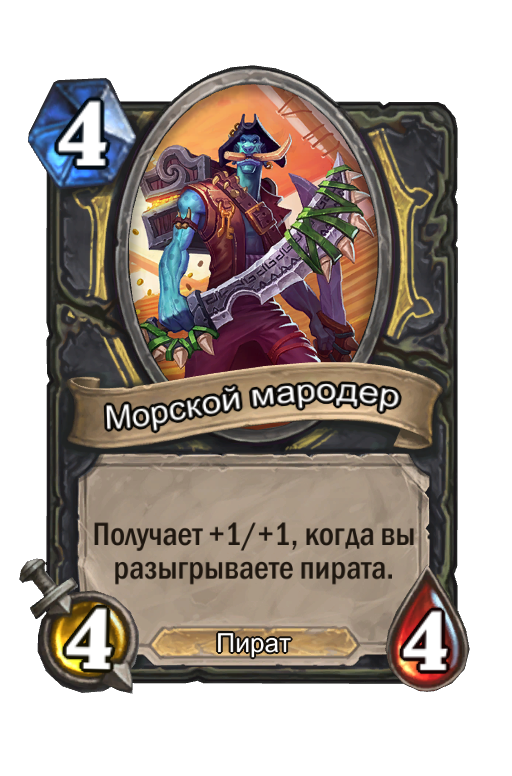 4
Морской мародер
Получает +1/+1, когда вы
разыгрываете пирата.
4
Пират
4